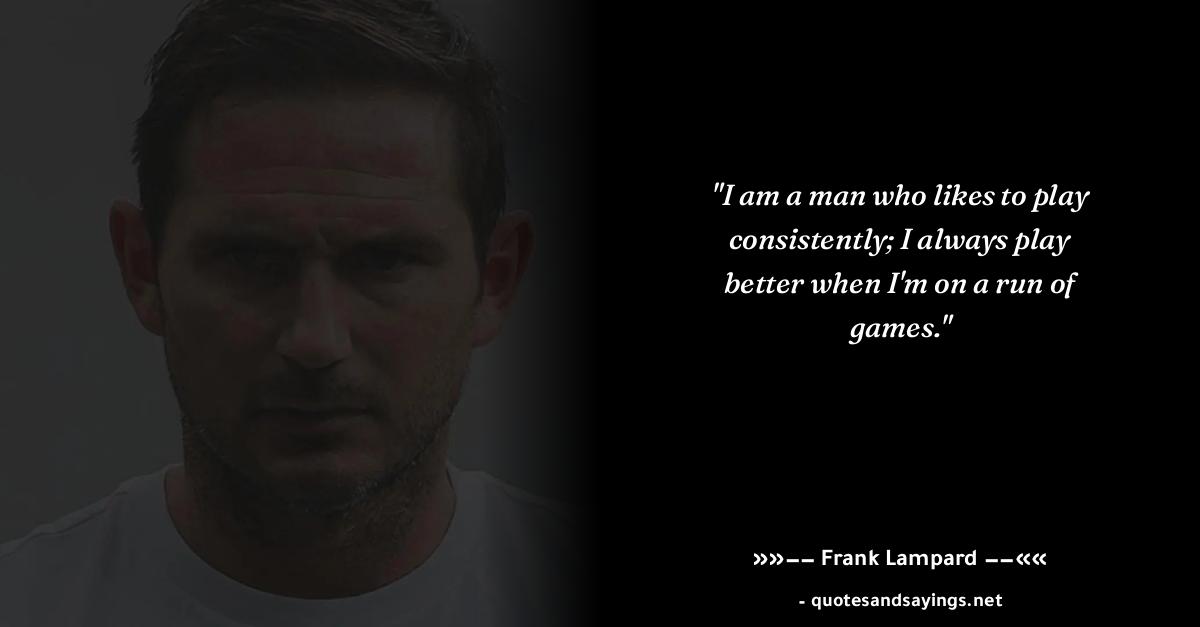 "I am a man who likes to play
consistently; I always play
better when I'm on a run of
games."
»»–– Frank Lampard ––««
- quotesandsayings.net